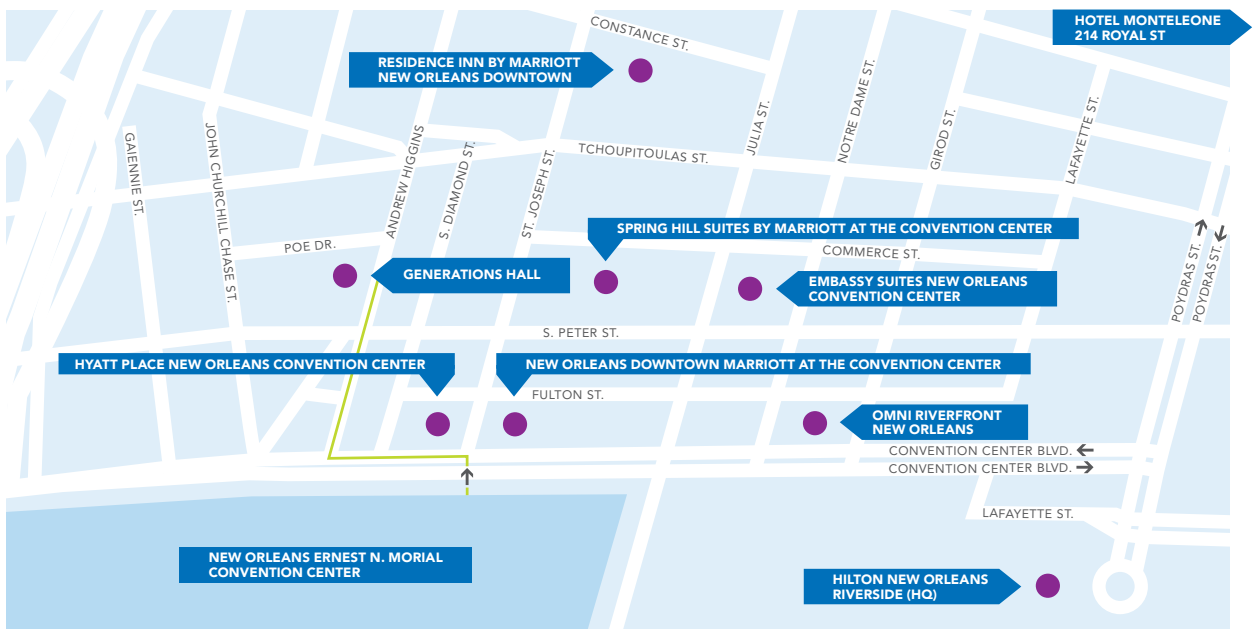 HOTEL MONTELEONE
214 ROYAL ST
CONSTANCE ST.
RESIDENCE INN BY MARRIOTT
NEW ORLEANS DOWNTOWN
GAIENNIE ST.
JOHN CHURCHILL CHASE ST.
ANDREW HIGGINS
S. DIAMOND ST.
ST. JOSEPH ST.
TCHOUPITOULAS ST.
JULIA ST.
NOTRE DAME ST.
GIROD ST.
LAFAYETTE ST.
POYDRAS ST.
POYDRAS ST.
SPRING HILL SUITES BY MARRIOTT AT THE CONVENTION CENTER
POE DR.
COMMERCE ST.
GENERATIONS HALL
EMBASSY SUITES NEW ORLEANS
CONVENTION CENTER
S. PETER ST.
HYATT PLACE NEW ORLEANS CONVENTION CENTER
NEW ORLEANS DOWNTOWN MARRIOTT AT THE CONVENTION CENTER
FULTON ST.
OMNI RIVERFRONT
NEW ORLEANS
CONVENTION CENTER BLVD.
CONVENTION CENTER BLVD.
LAFAYETTE ST.
NEW ORLEANS ERNEST N. MORIAL
CONVENTION CENTER
HILTON NEW ORLEANS
RIVERSIDE (HQ)